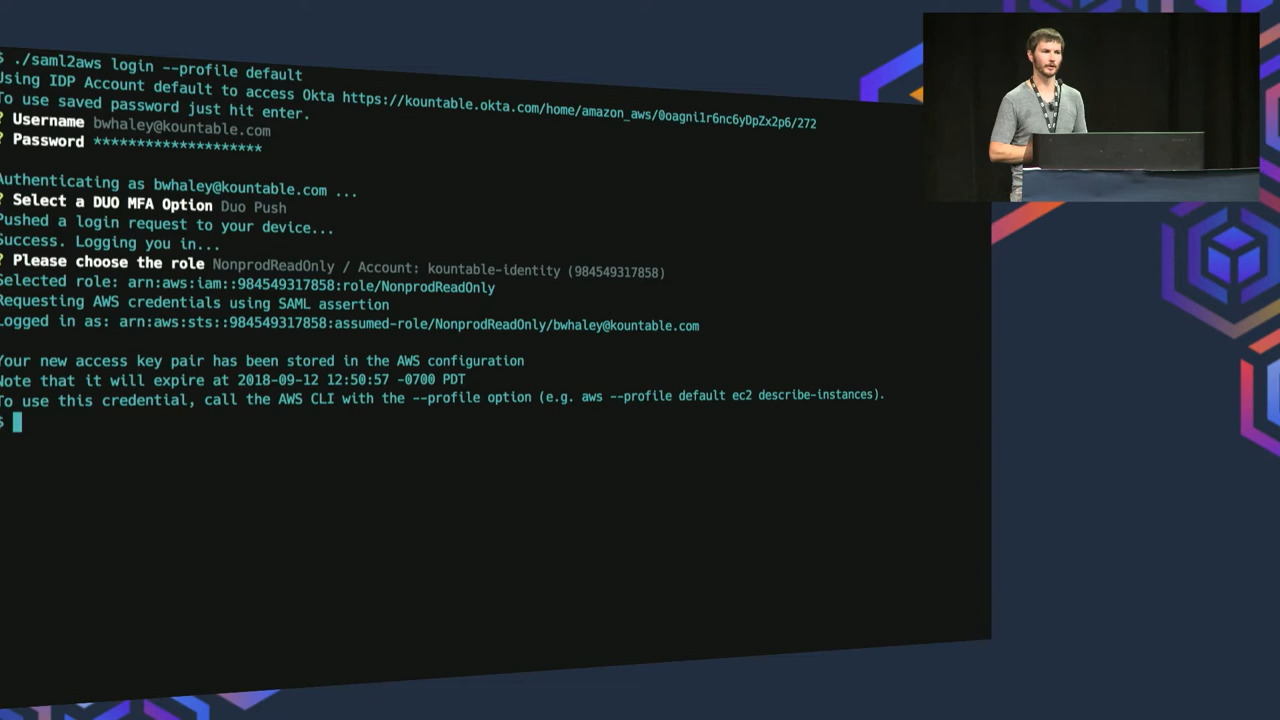 $ ./saml2aws login --profile default
Using IDP Account default to access Okta https://kountable.okta.com/home/amazon_aws/0oagni1r6nc6yDpZx2p6/272
To use saved password just hit enter.
? Username bwhaley@kountable.com
? Password ********************
Authenticating as bwhaley@kountable.com ...
? Select a DUO MFA Option Duo Push
Pushed a login request to your device...
Success. Logging you in...
? Please choose the role NonprodReadOnly / Account: kountable-identity (984549317858)
Selected role: arn:aws:iam::984549317858:role/NonprodReadOnly
Requesting AWS credentials using SAML assertion
Logged in as: arn:aws:sts::984549317858:assumed-role/NonprodReadOnly/bwhaley@kountable.com
Your new access key pair has been stored in the AWS configuration
Note that it will expire at 2018-09-12 12:50:57 -0700 PDT
To use this credential, call the AWS CLI with the --profile option (e.g. aws --profile default ec2 describe-instances).
$